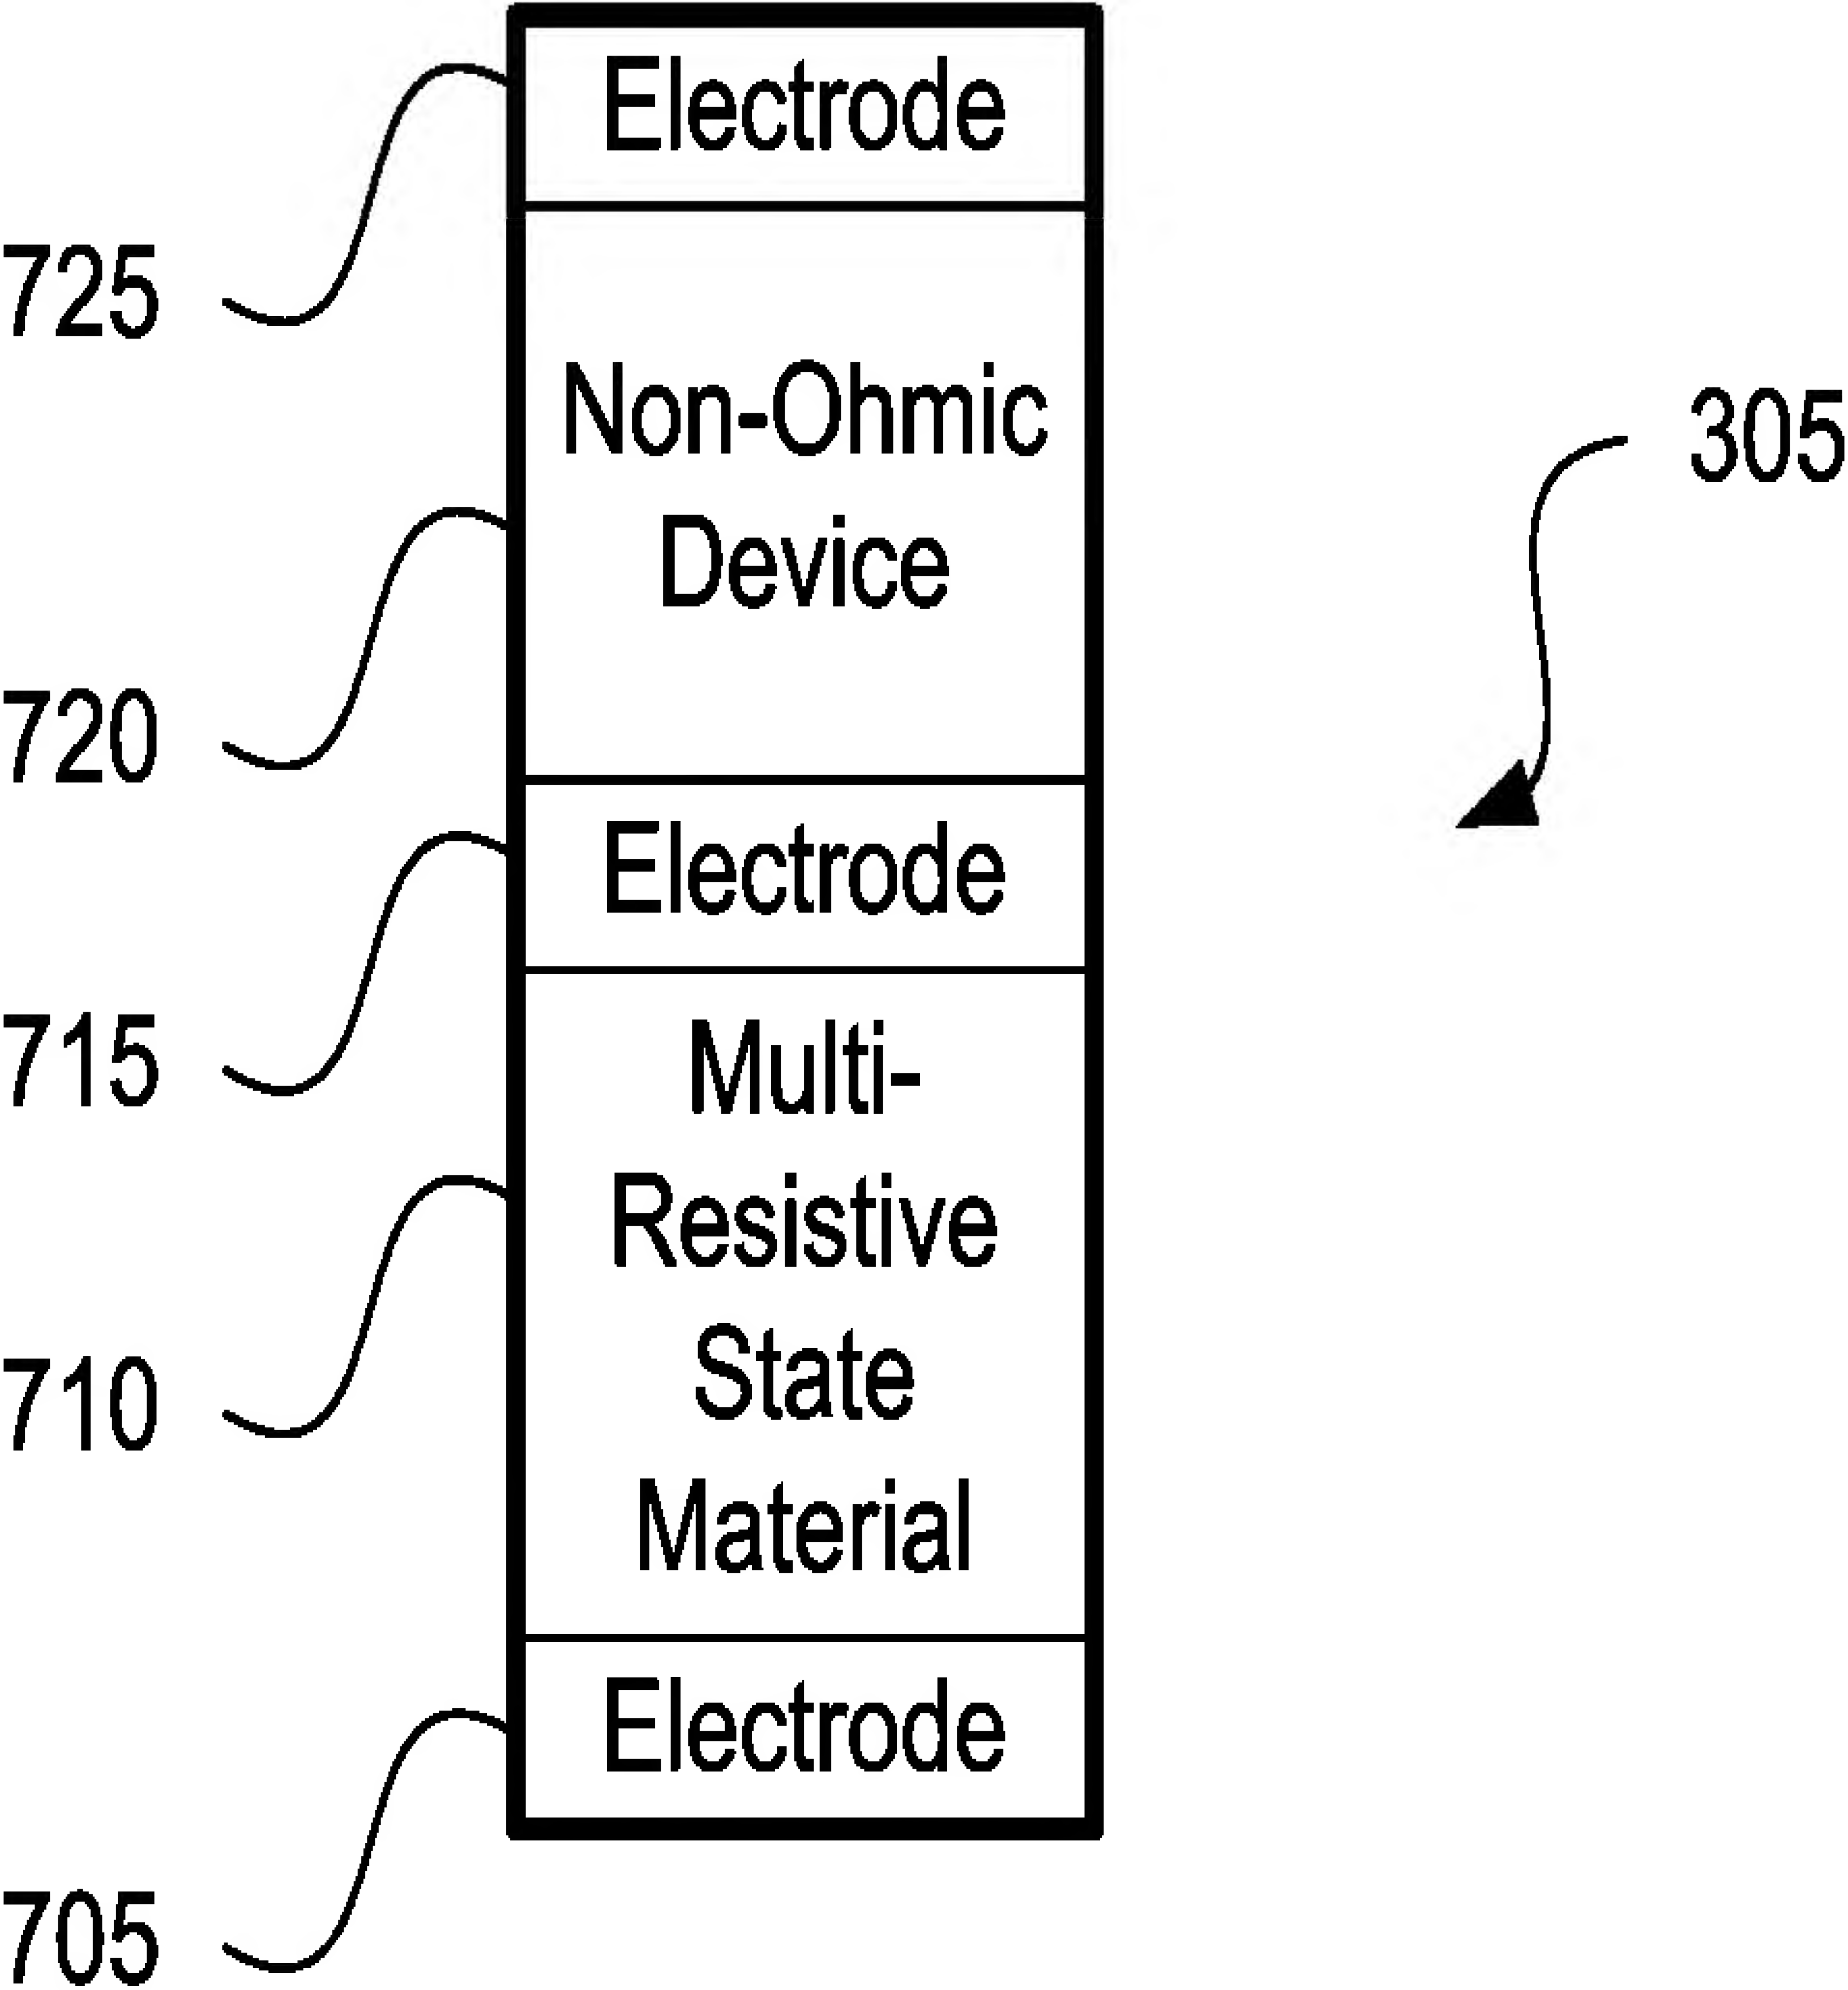 Electrode
725
Non-Ohmic
Device
305
720
Electrode
715
Multi-
Resistive
State
Material
710
Electrode
705